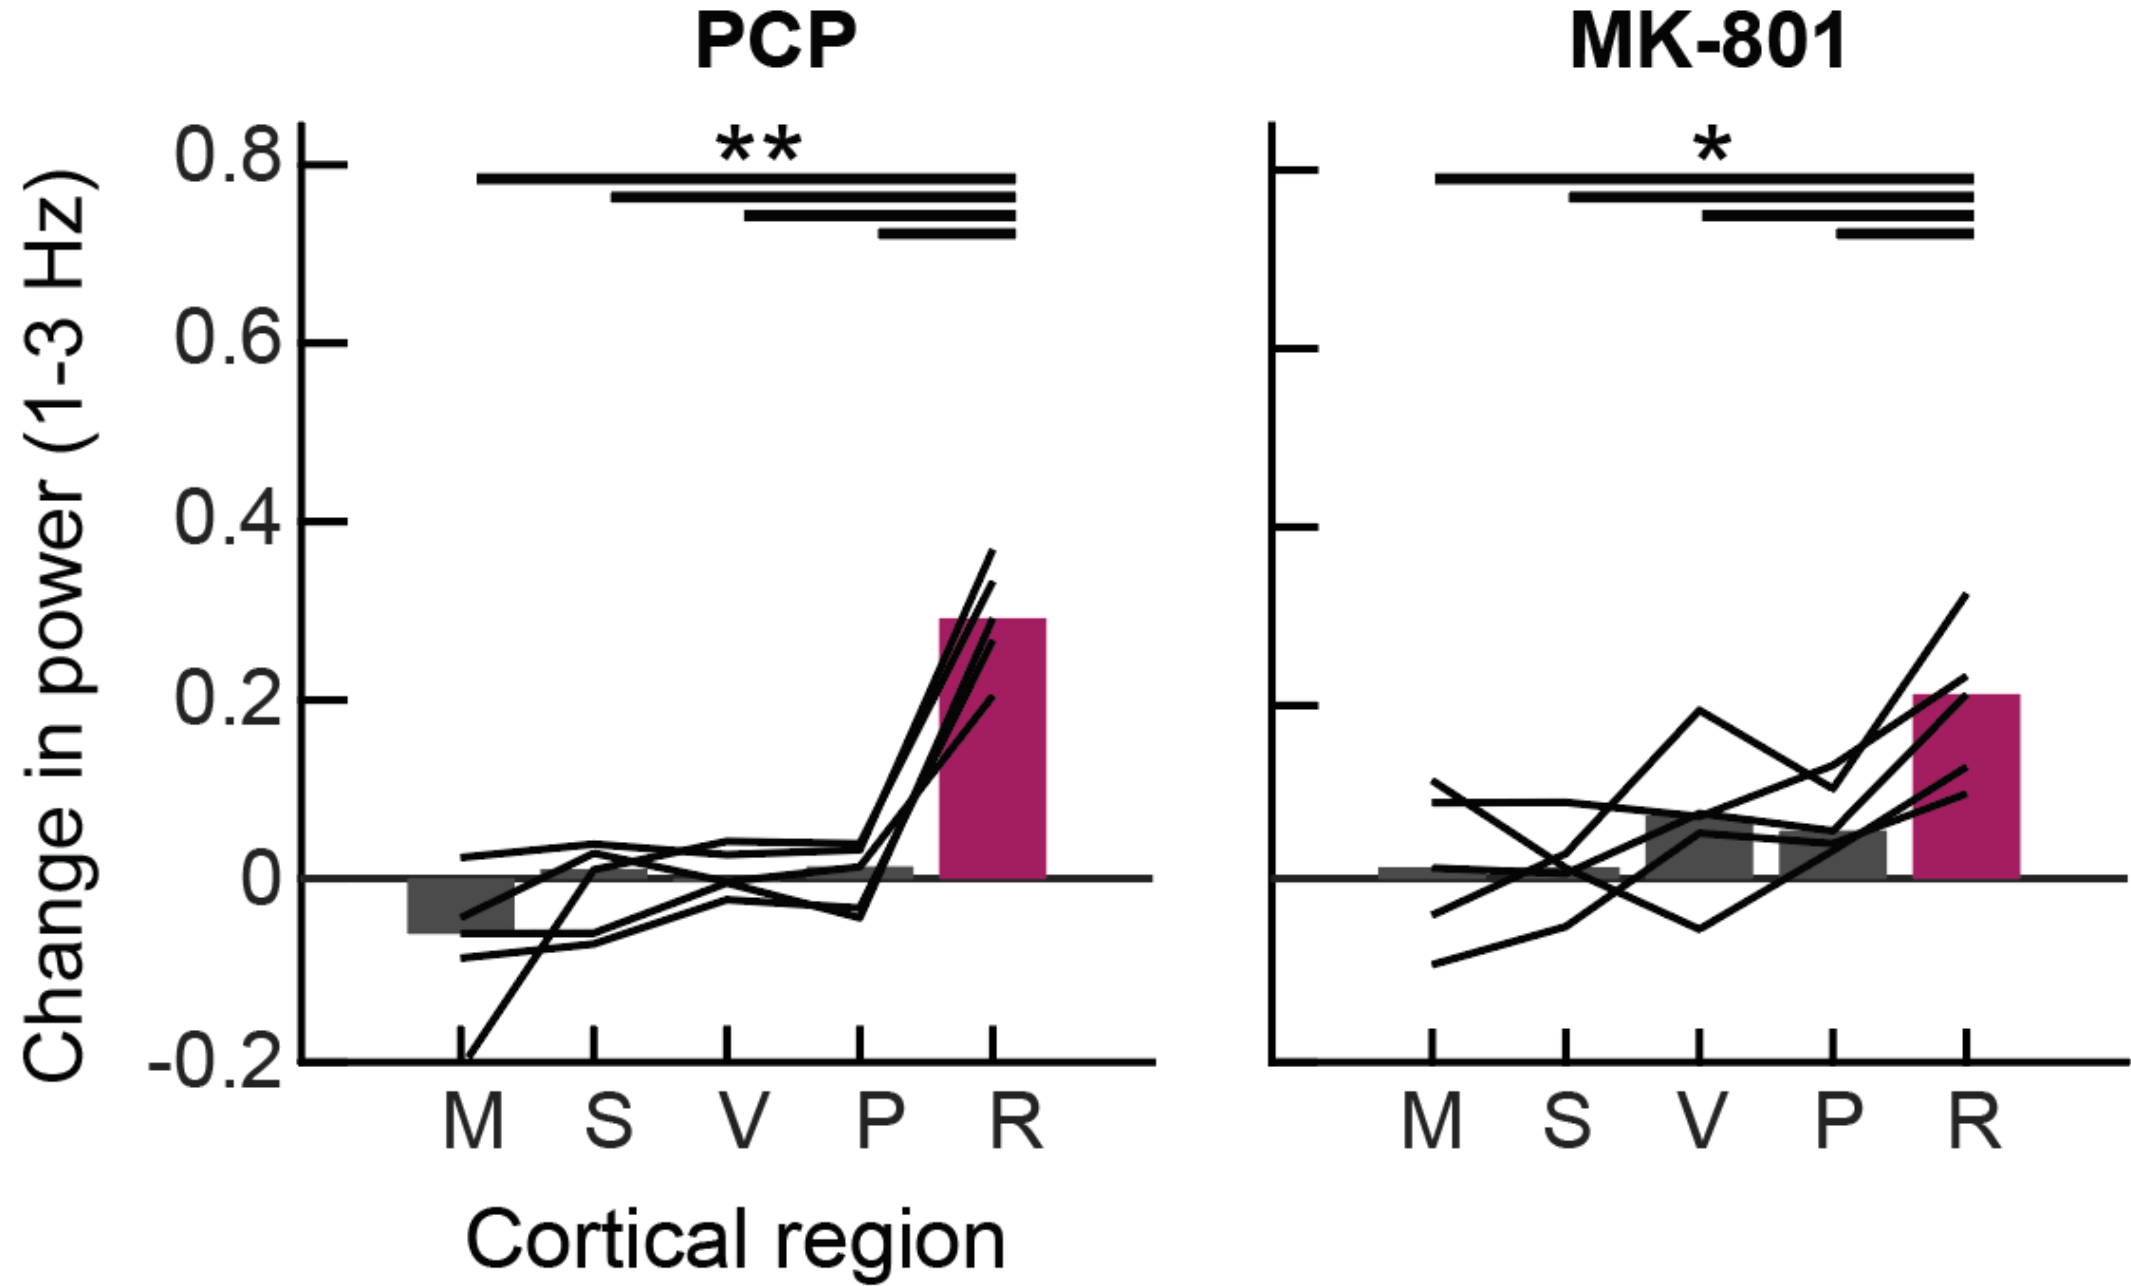 PCP
MK-801
Change in power (1-3 Hz)
0.8
0.6
0.4
0.2
0
-0.2
**
*
M S V P R
M S V P R
Cortical region